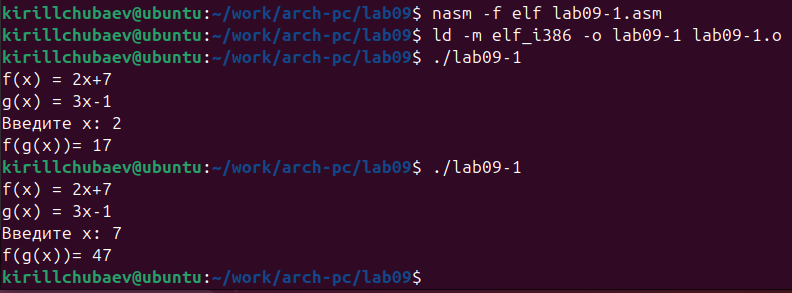 kirillchubaev@ubuntu:~/work/arch-pc/lab09$ nasm -f elf lab09-1.asm
kirillchubaev@ubuntu:~/work/arch-pc/lab09$ ld -m elf_i386 -o lab09-1 lab09-1.o
kirillchubaev@ubuntu:~/work/arch-pc/lab09$ ./lab09-1
f(x) = 2x+7
g(x) = 3x-1
Введите x: 2
f(g(x))= 17
kirillchubaev@ubuntu:~/work/arch-pc/lab09$ ./lab09-1
f(x) = 2x+7
g(x) = 3x-1
Введите x: 7
f(g(x))= 47
kirillchubaev@ubuntu:~/work/arch-pc/lab09$